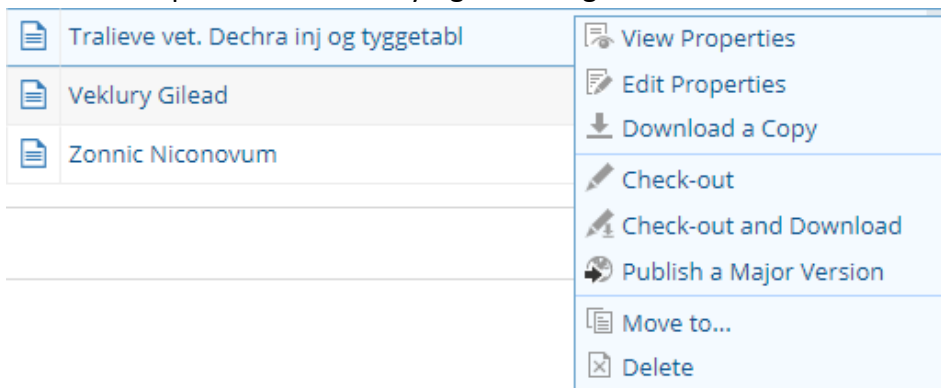 Tralieve vet. Dechra inj og tyggetabl
Veklury Gilead
Zonnic Niconovum
View Properties
Edit Properties
Download a Copy
Check-out
Check-out and Download
Publish a Major Version
Move to...
Delete